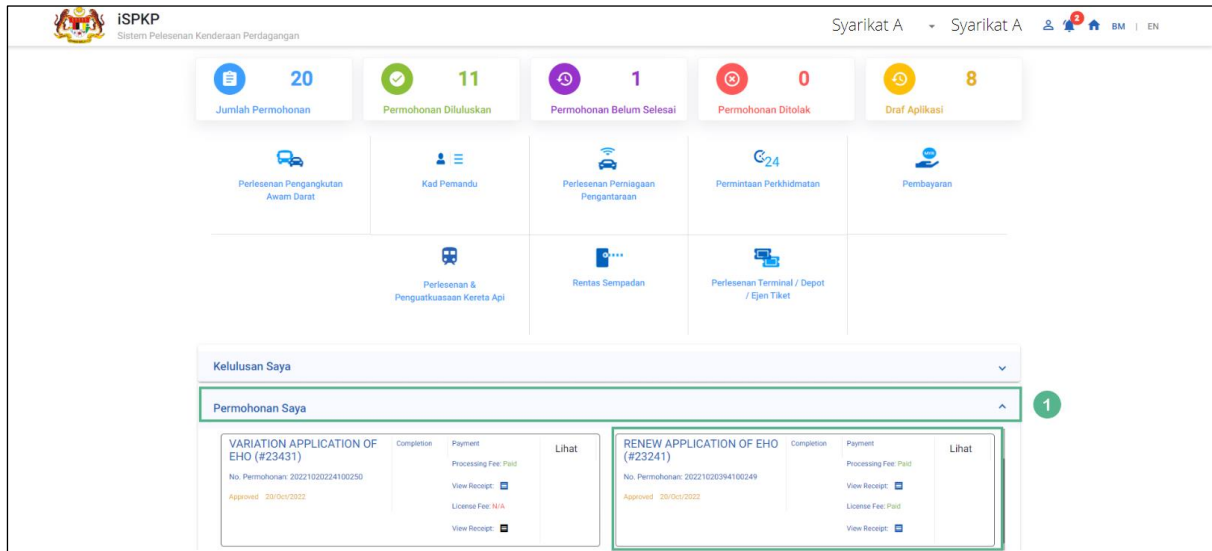 iSPKP
Sistem Pelesenan Kenderaan Perdagangan
Syarikat A
Syarikat A
2
BM | EN
20
Jumlah Permohonan
11
Permohonan Diluluskan
1
Permohonan Belum Selesai
0
Permohonan Ditolak
8
Draf Aplikasi
Perlesenan Pengangkutan
Awam Darat
Kad Pemandu
Perlesenan Perniagaan
Pengantaraan
24
Permintaan Perkhidmatan
Pembayaran
Perlesenan &
Penguatkuasaan Kereta Api
Rentas Sempadan
Perlesenan Terminal / Depot
/ Ejen Tiket
Kelulusan Saya
Permohonan Saya
1
VARIATION APPLICATION OF
EHO (#23431)
No. Permohonan: 20221020224100250
Approved 20/Oct/2022
Completion
Payment
Processing Fee: Paid
View Receipt:
License Fee: N/A
View Receipt:
Lihat
RENEW APPLICATION OF EHO
(#23241)
No. Permohonan: 20221020394100249
Approved 20/Oct/2022
Completion
Payment
Processing Fee: Paid
View Receipt:
License Fee: Paid
View Receipt:
Lihat